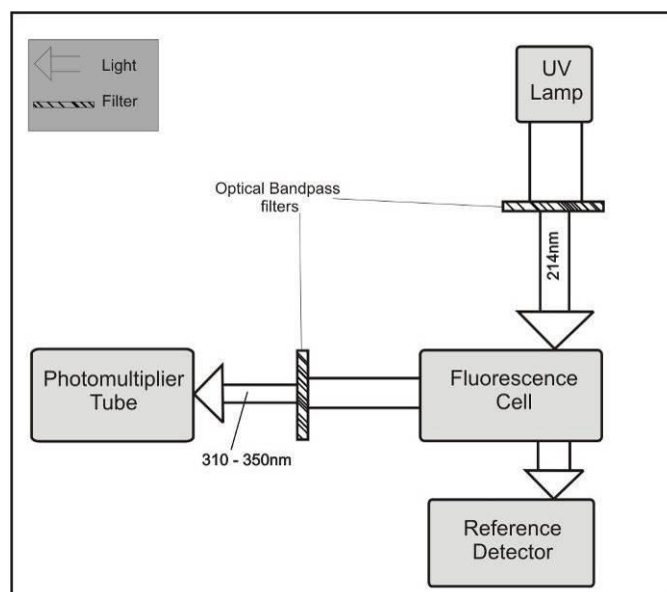 Light
Filter
UV
Lamp
Optical Bandpass
filters
214nm
Photomultiplier
Tube
Fluorescence
Cell
310 - 350nm
Reference
Detector